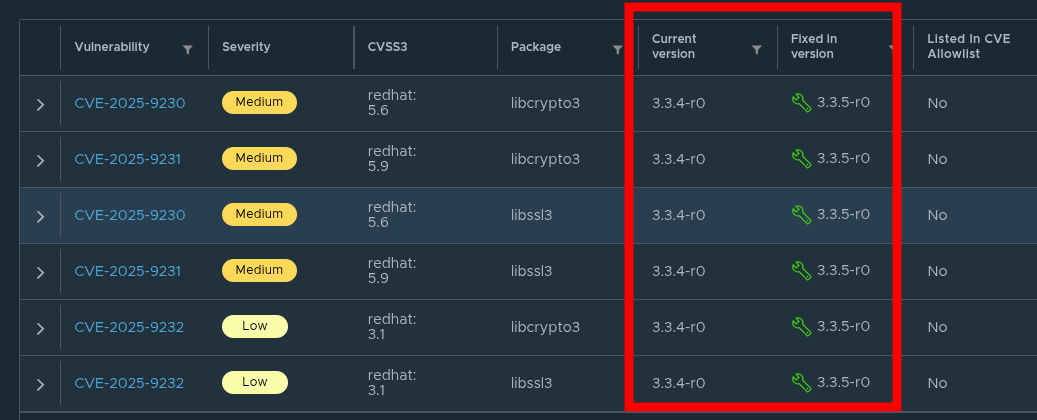 Vulnerability Severity CVSS3 Package Current version Fixed in version Listed In CVE Allowlist
CVE-2025-9230 Medium redhat: 5.6 libcrypto3 3.3.4-r0 3.3.5-r0 No
CVE-2025-9231 Medium redhat: 5.9 libcrypto3 3.3.4-r0 3.3.5-r0 No
CVE-2025-9230 Medium redhat: 5.6 libssl3 3.3.4-r0 3.3.5-r0 No
CVE-2025-9231 Medium redhat: 5.9 libssl3 3.3.4-r0 3.3.5-r0 No
CVE-2025-9232 Low redhat: 3.1 libcrypto3 3.3.4-r0 3.3.5-r0 No
CVE-2025-9232 Low redhat: 3.1 libssl3 3.3.4-r0 3.3.5-r0 No